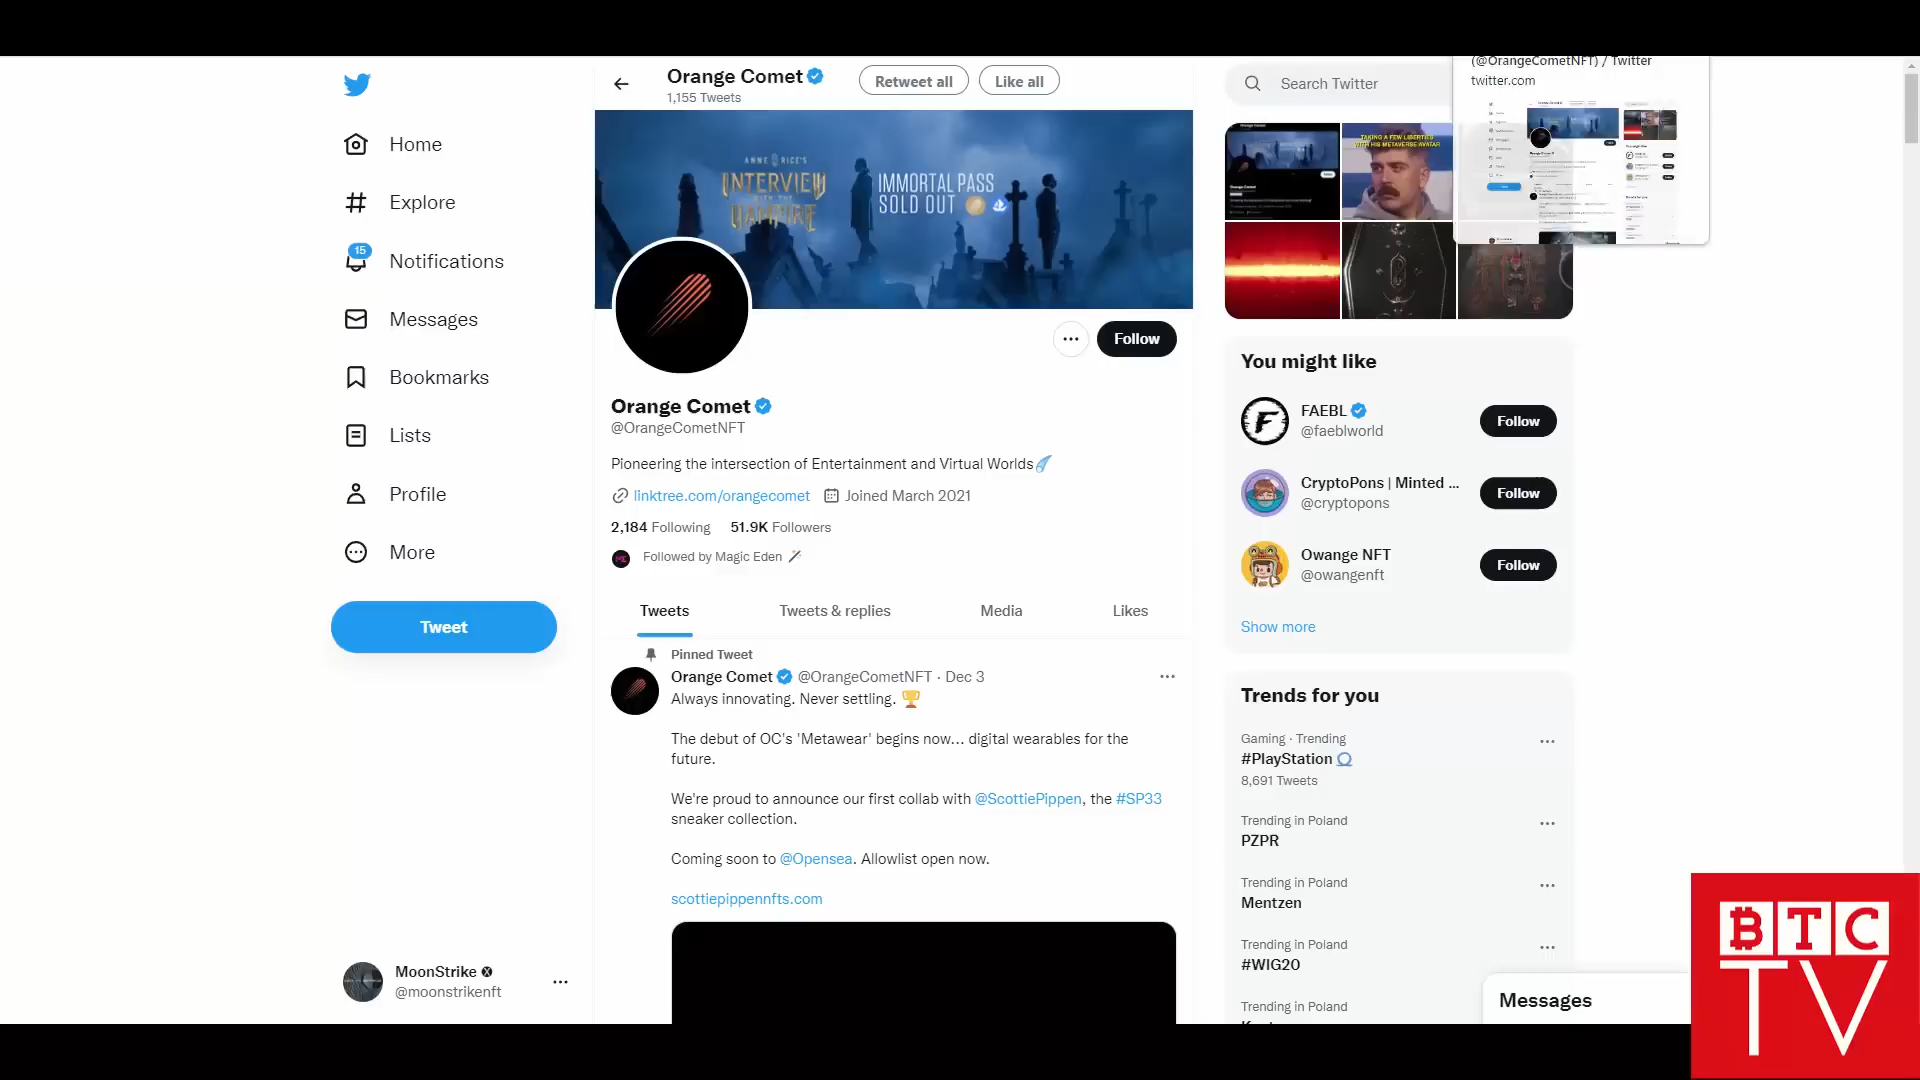 Orange Comet
1,155 Tweets
Retweet all
Like all
Search Twitter
(@OrangeCometNFT) / Twitter
twitter.com
Home
Explore
15
Notifications
Messages
Bookmarks
Lists
Profile
More
Tweet
ANNE RICE'S
INTERVIEW
WITH THE
VAMPIRE
IMMORTAL PASS
SOLD OUT
TAKING A FEW LIBERTIES
WITH HIS METAVERSE AVATAR
Follow
Orange Comet
@OrangeCometNFT
Pioneering the intersection of Entertainment and Virtual Worlds
linktree.com/orangecomet
Joined March 2021
2,184 Following 51.9K Followers
Followed by Magic Eden
Tweets
Tweets & replies
Media
Likes
Pinned Tweet
Orange Comet @OrangeCometNFT · Dec 3
Always innovating. Never settling.
The debut of OC's 'Metawear' begins now... digital wearables for the
future.
We're proud to announce our first collab with @ScottiePippen, the #SP33
sneaker collection.
Coming soon to @Opensea. Allowlist open now.
scottiepippennfts.com
You might like
FAEBL
@faeblworld
Follow
CryptoPons | Minted ...
@cryptopons
Follow
Owange NFT
@owangenft
Follow
Show more
Trends for you
Gaming · Trending
#PlayStation
8,691 Tweets
Trending in Poland
PZPR
Trending in Poland
Mentzen
Trending in Poland
#WIG20
Trending in Poland
MoonStrike
@moonstrikenft
Messages
BTC
TV